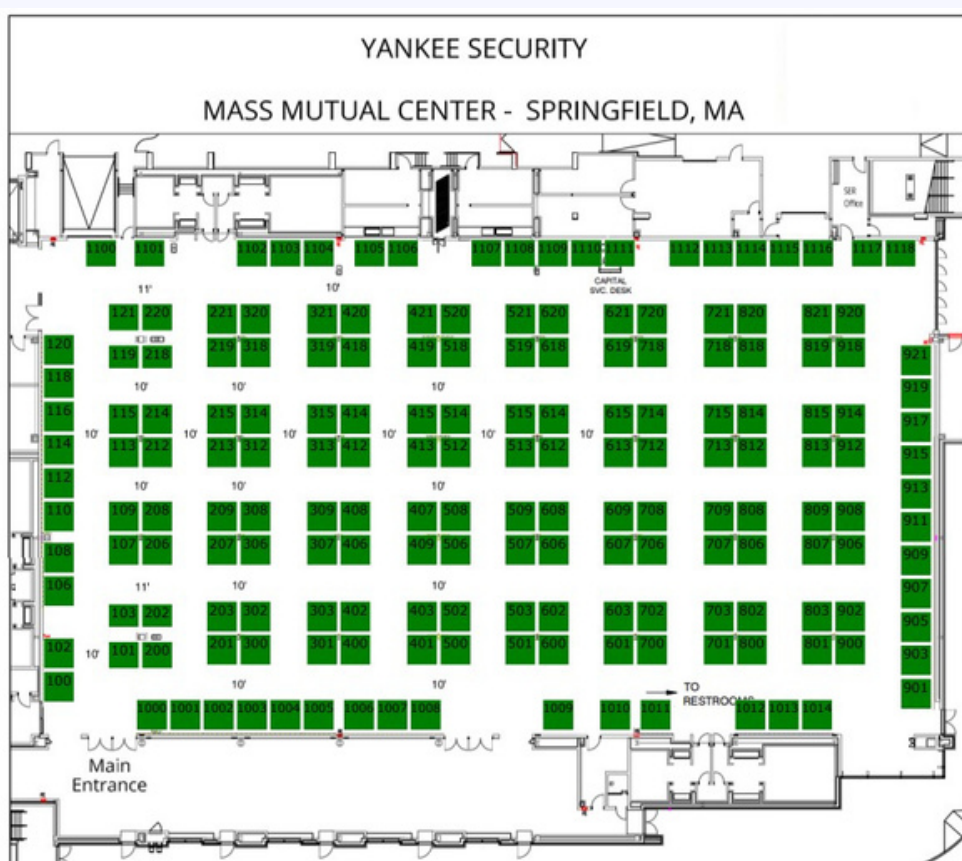 YANKEE SECURITY
MASS MUTUAL CENTER - SPRINGFIELD, MA
SER
Office
1100 1101 1102 1103 1104 1105 1106 1107 1108 1109 1110 1111 1112 1113 1114 1115 1116 1117 1118
CAPITAL
SVC. DESK
11' 10'
121 220 221 320 321 420 421 520 521 620 621 720 721 820 821 920
120 119 218 219 318 319 418 419 518 519 618 619 718 718 818 819 918 921
118 10' 10' 10' 919
116 115 214 215 314 315 414 415 514 515 614 615 714 715 814 815 914 917
10' 10' 10' 10' 10' 10'
114 113 212 213 312 313 412 413 512 513 612 613 712 713 812 813 912 915
112 10' 10' 10' 913
110 109 208 209 308 309 408 407 508 509 608 609 708 709 808 809 908 911
108 107 206 207 306 307 406 409 506 507 606 607 706 707 806 807 906 909
106 11' 10' 10' 907
103 202 203 302 303 402 403 502 503 602 603 702 703 802 803 902 905
102 10' 101 200 201 300 301 400 401 500 501 600 601 700 701 800 801 900 903
100 10' 10' 901
TO
RESTROOMS
1000 1001 1002 1003 1004 1005 1006 1007 1008 1009 1010 1011 1012 1013 1014
Main
Entrance